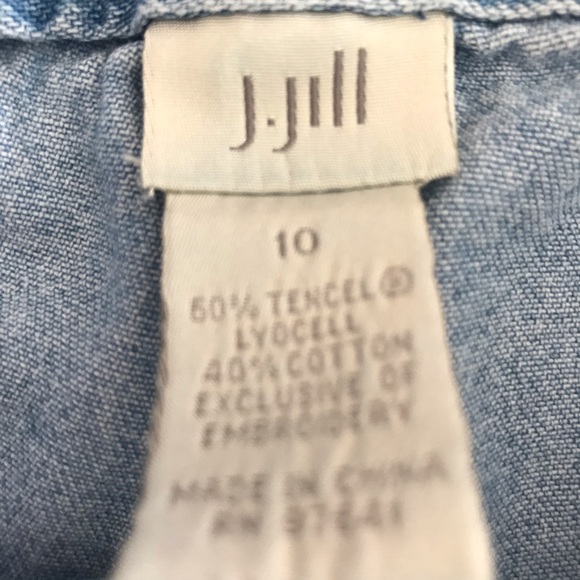 J.Jill
10
60% TENCEL®
LYOCELL
40% COTTON
EXCLUSIVE OF
EMBROIDERY
MADE IN CHINA
RN